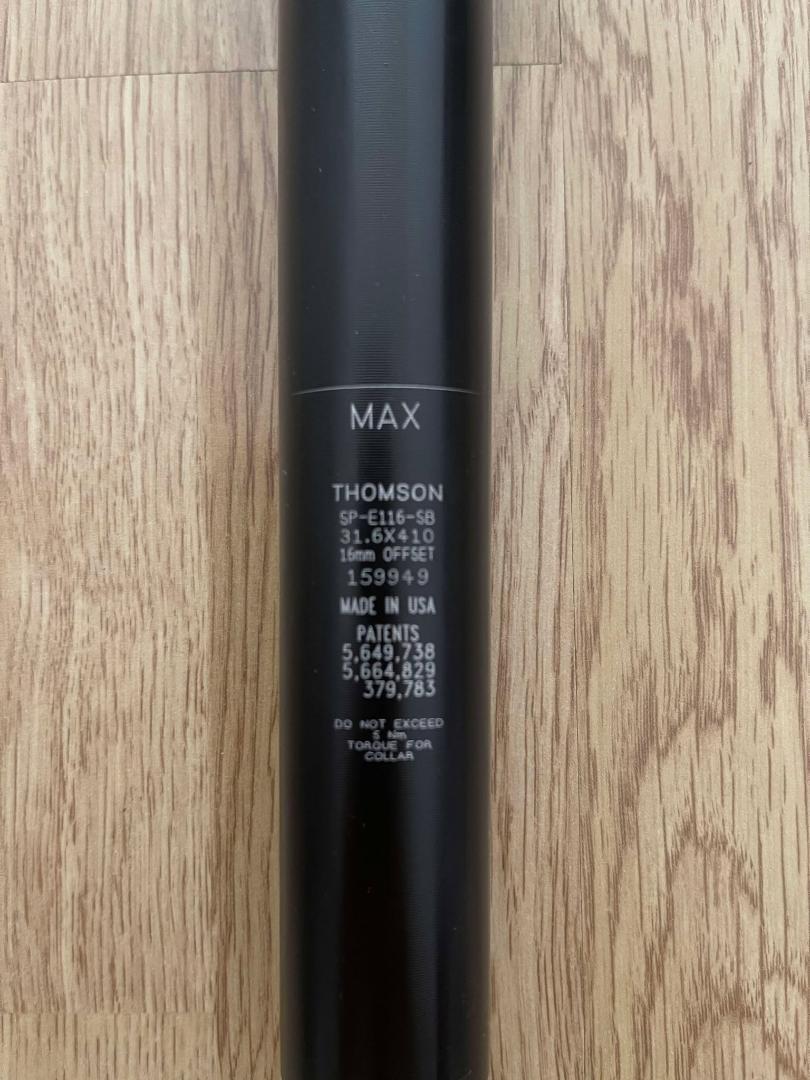 MAX
THOMSON
SP-E116-SB
31.6X410
16mm OFFSET
159949
MADE IN USA
PATENTS
5,649,738
5,664,829
379,783
DO NOT EXCEED
5 Nm
TORQUE FOR
COLLAR